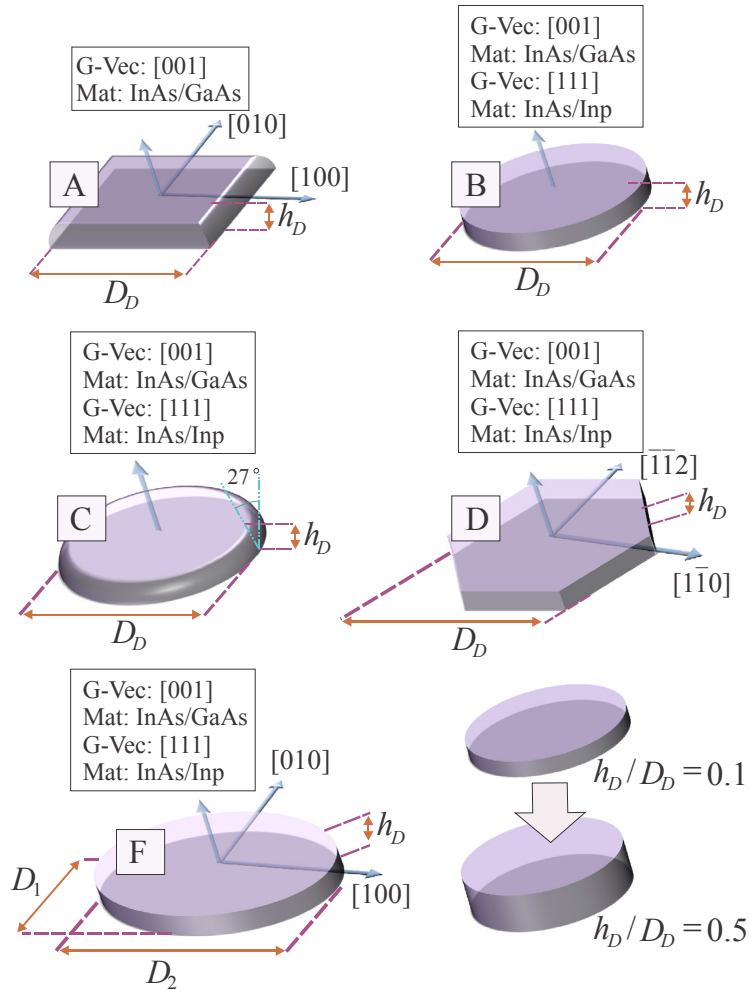 G-Vec: [001]
Mat: InAs/GaAs
[010]
A
[100]
h_D
D_D
G-Vec: [001]
Mat: InAs/GaAs
G-Vec: [111]
Mat: InAs/Inp
B
h_D
D_D
G-Vec: [001]
Mat: InAs/GaAs
G-Vec: [111]
Mat: InAs/Inp
27°
C
h_D
D_D
G-Vec: [001]
Mat: InAs/GaAs
G-Vec: [111]
Mat: InAs/Inp
[1̅1̅2]
D
h_D
[11̅0]
D_D
G-Vec: [001]
Mat: InAs/GaAs
G-Vec: [111]
Mat: InAs/Inp
[010]
F
h_D
D_1
[100]
D_2
h_D/D_D=0.1
h_D/D_D=0.5